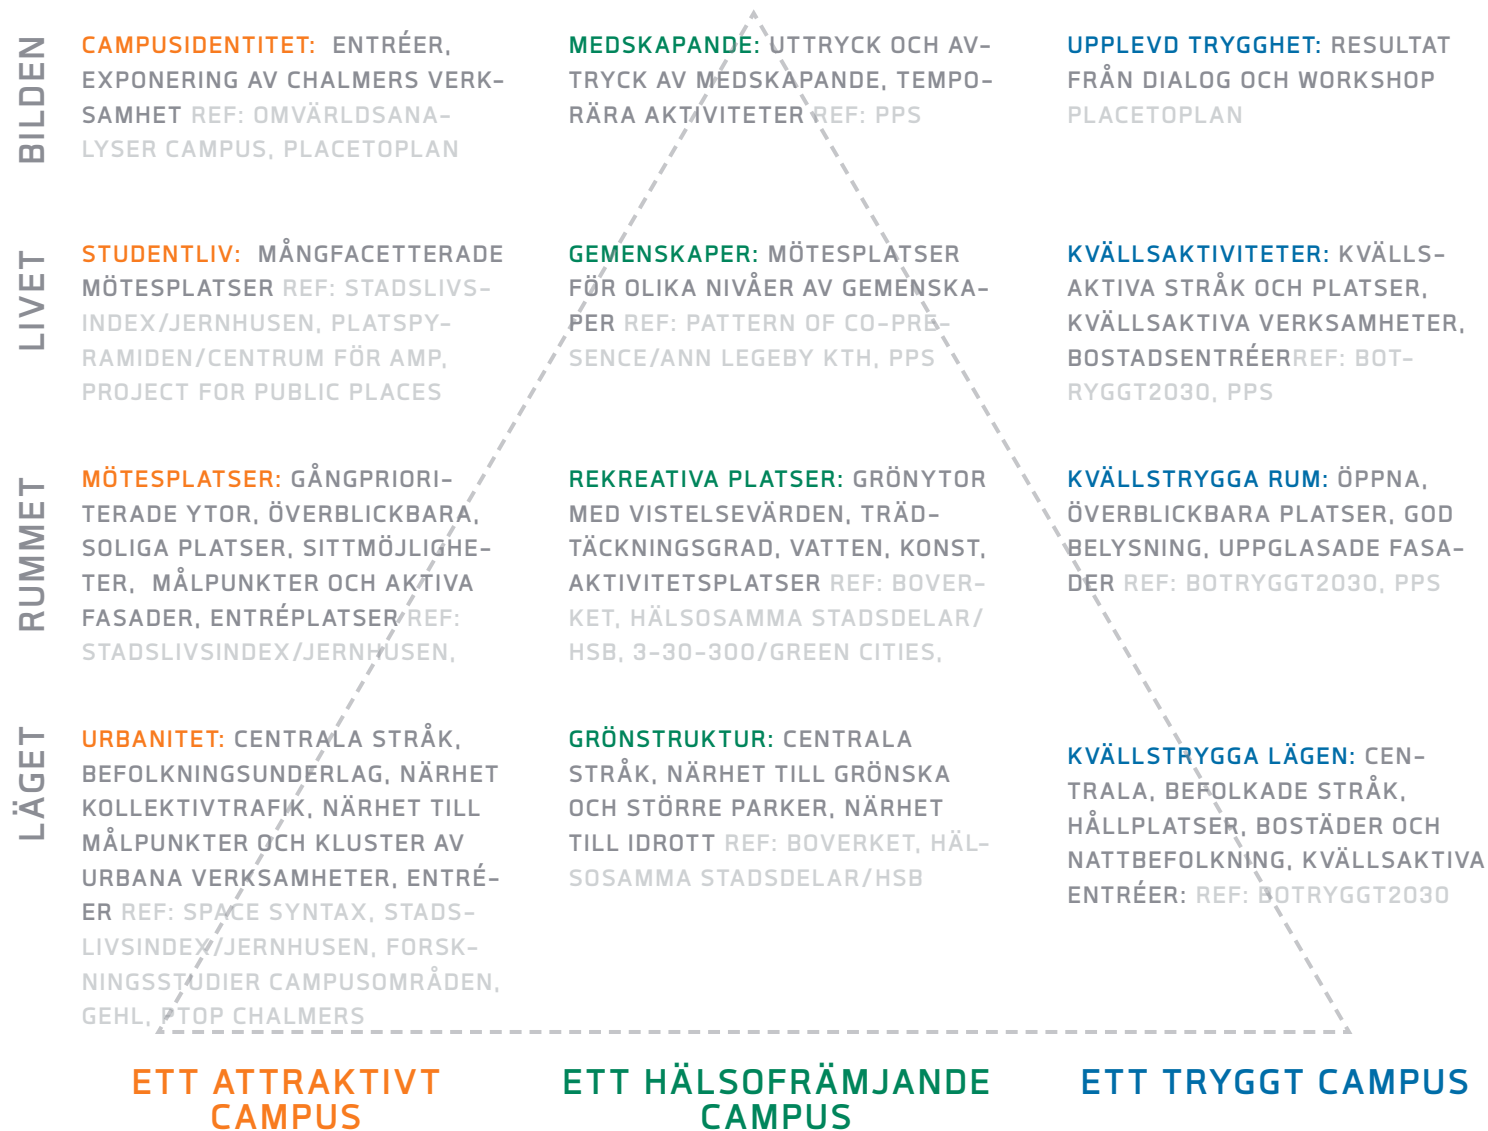 BILDEN
CAMPUSIDENTITET: ENTRÉER,
EXPONERING AV CHALMERS VERK-
SAMHET REF: OMVÄRLDSANA-
LYSER CAMPUS, PLACETOPLAN
MEDSKAPANDE: UTTRYCK OCH AV-
TRYCK AV MEDSKAPANDE, TEMPO-
RÄRA AKTIVITETER REF: PPS
UPPLEVD TRYGGHET: RESULTAT
FRÅN DIALOG OCH WORKSHOP
PLACETOPLAN
LIVET
STUDENTLIV: MÅNGFACETTERADE
MÖTESPLATSER REF: STADSLIVS-
INDEX/JERNHUSEN, PLATSPY-
RAMIDEN/CENTRUM FÖR AMP,
PROJECT FOR PUBLIC PLACES
GEMENSKAPER: MÖTESPLATSER
FÖR OLIKA NIVÅER AV GEMENSKA-
PER REF: PATTERN OF CO-PRE-
SENCE/ANN LEGEBY KTH, PPS
KVÄLLSAKTIVITETER: KVÄLLS-
AKTIVA STRÅK OCH PLATSER,
KVÄLLSAKTIVA VERKSAMHETER,
BOSTADSENTRÉERREF: BOT-
RYGGT2030, PPS
RUMMET
MÖTESPLATSER: GÅNGPRIORI-
TERADE YTOR, ÖVERBLICKBARA,
SOLIGA PLATSER, SITTMÖJLIGHE-
TER, MÅLPUNKTER OCH AKTIVA
FASADER, ENTRÉPLATSER REF:
STADSLIVSINDEX/JERNHUSEN,
REKREATIVA PLATSER: GRÖNYTOR
MED VISTELSEVÄRDEN, TRÄD-
TÄCKNINGSGRAD, VATTEN, KONST,
AKTIVITETSPLATSER REF: BOVER-
KET, HÄLSOSAMMA STADSDELAR/
HSB, 3-30-300/GREEN CITIES,
KVÄLLSTRYGGA RUM: ÖPPNA,
ÖVERBLICKBARA PLATSER, GOD
BELYSNING, UPPGLASADE FASA-
DER REF: BOTRYGGT2030, PPS
LÄGET
URBANITET: CENTRALA STRÅK,
BEFOLKNINGSUNDERLAG, NÄRHET
KOLLEKTIVTRAFIK, NÄRHET TILL
MÅLPUNKTER OCH KLUSTER AV
URBANA VERKSAMHETER, ENTRÉ-
ER REF: SPACE SYNTAX, STADS-
LIVSINDEX/JERNHUSEN, FORSK-
NINGSSTUDIER CAMPUSOMRÅDEN,
GEHL, PTOP CHALMERS
GRÖNSTRUKTUR: CENTRALA
STRÅK, NÄRHET TILL GRÖNSKA
OCH STÖRRE PARKER, NÄRHET
TILL IDROTT REF: BOVERKET, HÄL-
SOSAMMA STADSDELAR/HSB
KVÄLLSTRYGGA LÄGEN: CEN-
TRALA, BEFOLKADE STRÅK,
HÅLLPLATSER, BOSTÄDER OCH
NATTBEFOLKNING, KVÄLLSAKTIVA
ENTRÉER: REF: BOTRYGGT2030
ETT ATTRAKTIVT
CAMPUS
ETT HÄLSOFRÄMJANDE
CAMPUS
ETT TRYGGT CAMPUS